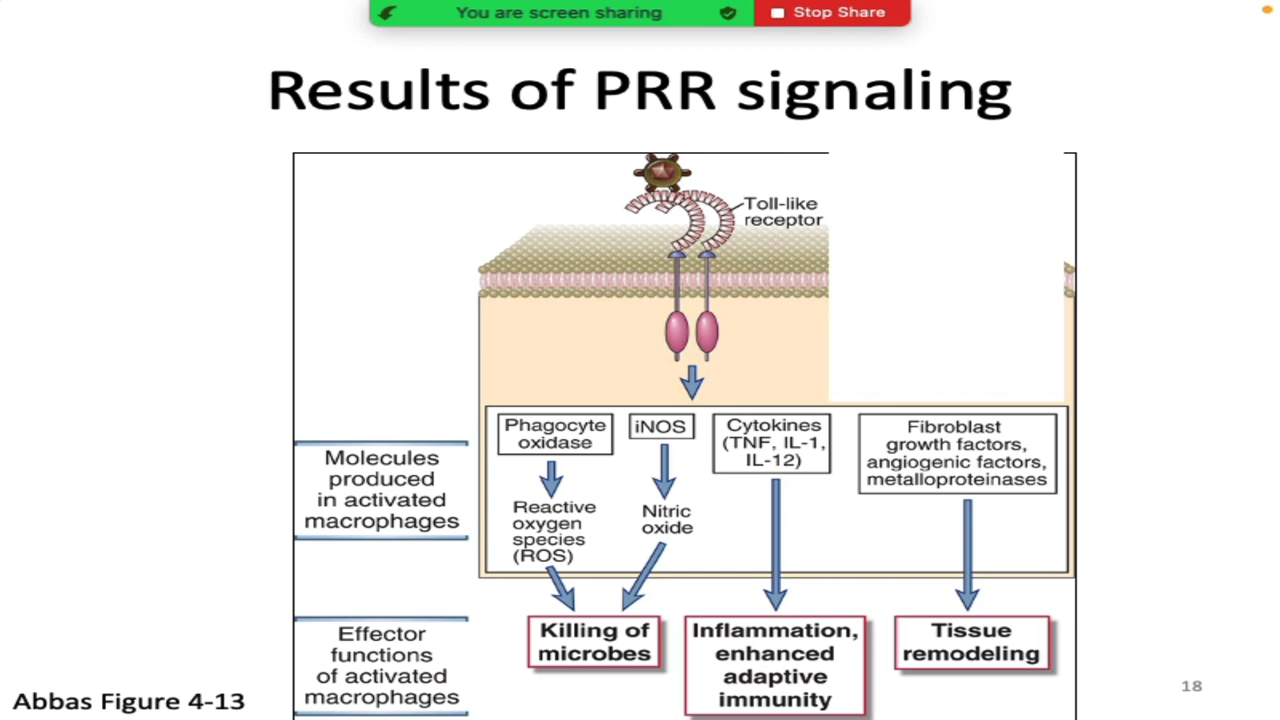 You are screen sharing
Stop Share
Results of PRR signaling
Toll-like
receptor
Phagocyte
oxidase
iNOS
Cytokines
(TNF, IL-1,
IL-12)
Fibroblast
growth factors,
angiogenic factors,
metalloproteinases
Molecules
produced
in activated
macrophages
Reactive
oxygen
species
(ROS)
Nitric
oxide
Effector
functions
of activated
macrophages
Killing of
microbes
Inflammation,
enhanced
adaptive
immunity
Tissue
remodeling
Abbas Figure 4-13
18